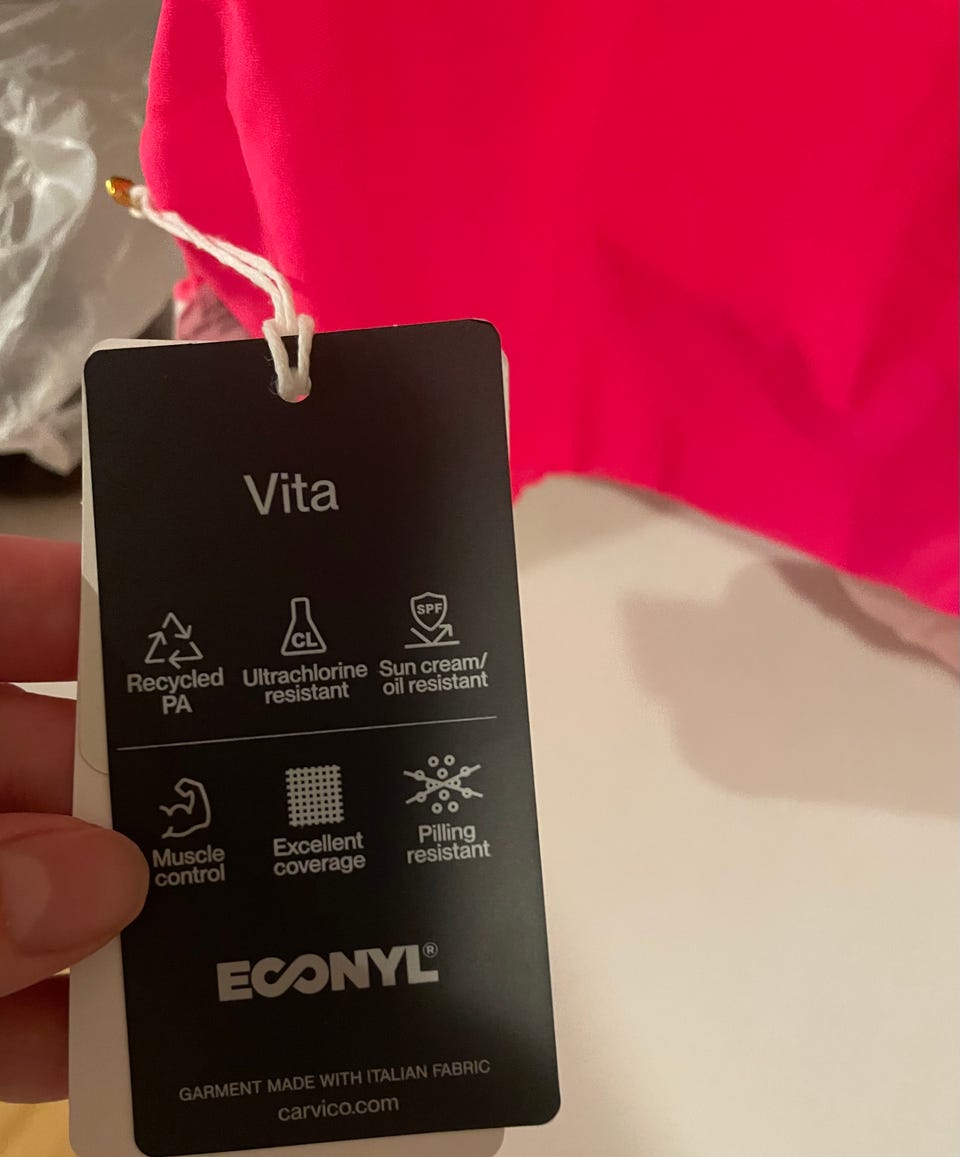 Vita
CL
SPF
Recycled PA
Ultrachlorine resistant
Sun cream/ oil resistant
Muscle control
Excellent coverage
Pilling resistant
ECONYL®
GARMENT MADE WITH ITALIAN FABRIC
carvico.com